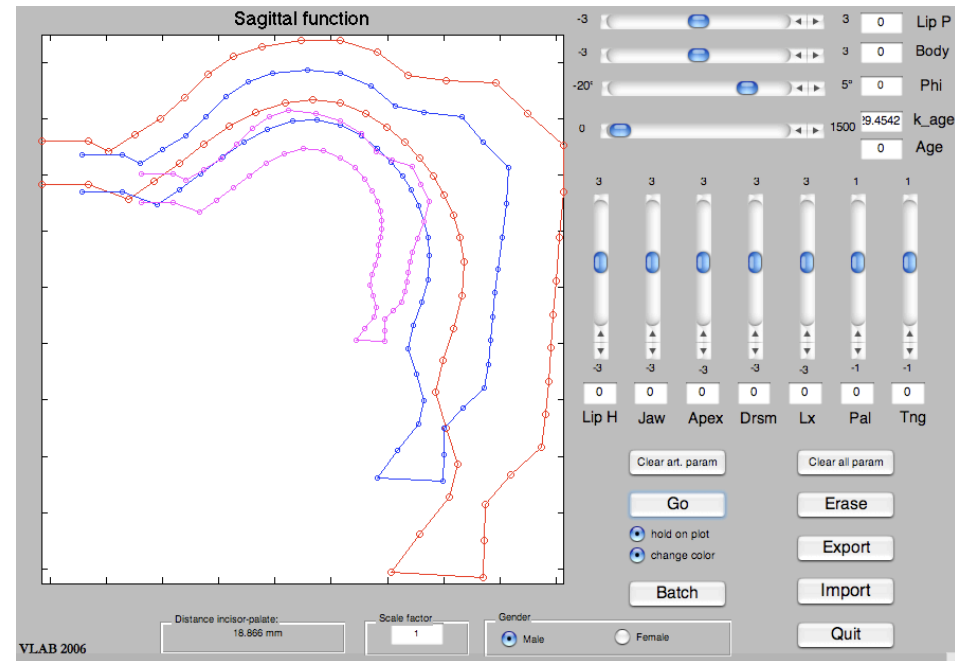 Sagittal function
-3 3 0 Lip P
-3 3 0 Body
-20° 5° 0 Phi
0 1500 29.4542 k_age
0 Age
3 3 3 3 3 1 1
-3 -3 -3 -3 -3 -1 -1
0 0 0 0 0 0 0
Lip H Jaw Apex Drsm Lx Pal Tng
Clear art. param Clear all param
Go Erase
hold on plot
change color
Export
Batch Import
Distance incisor-palate:
18.866 mm
Scale factor
1
Gender
Male Female
Quit
VLAB 2006